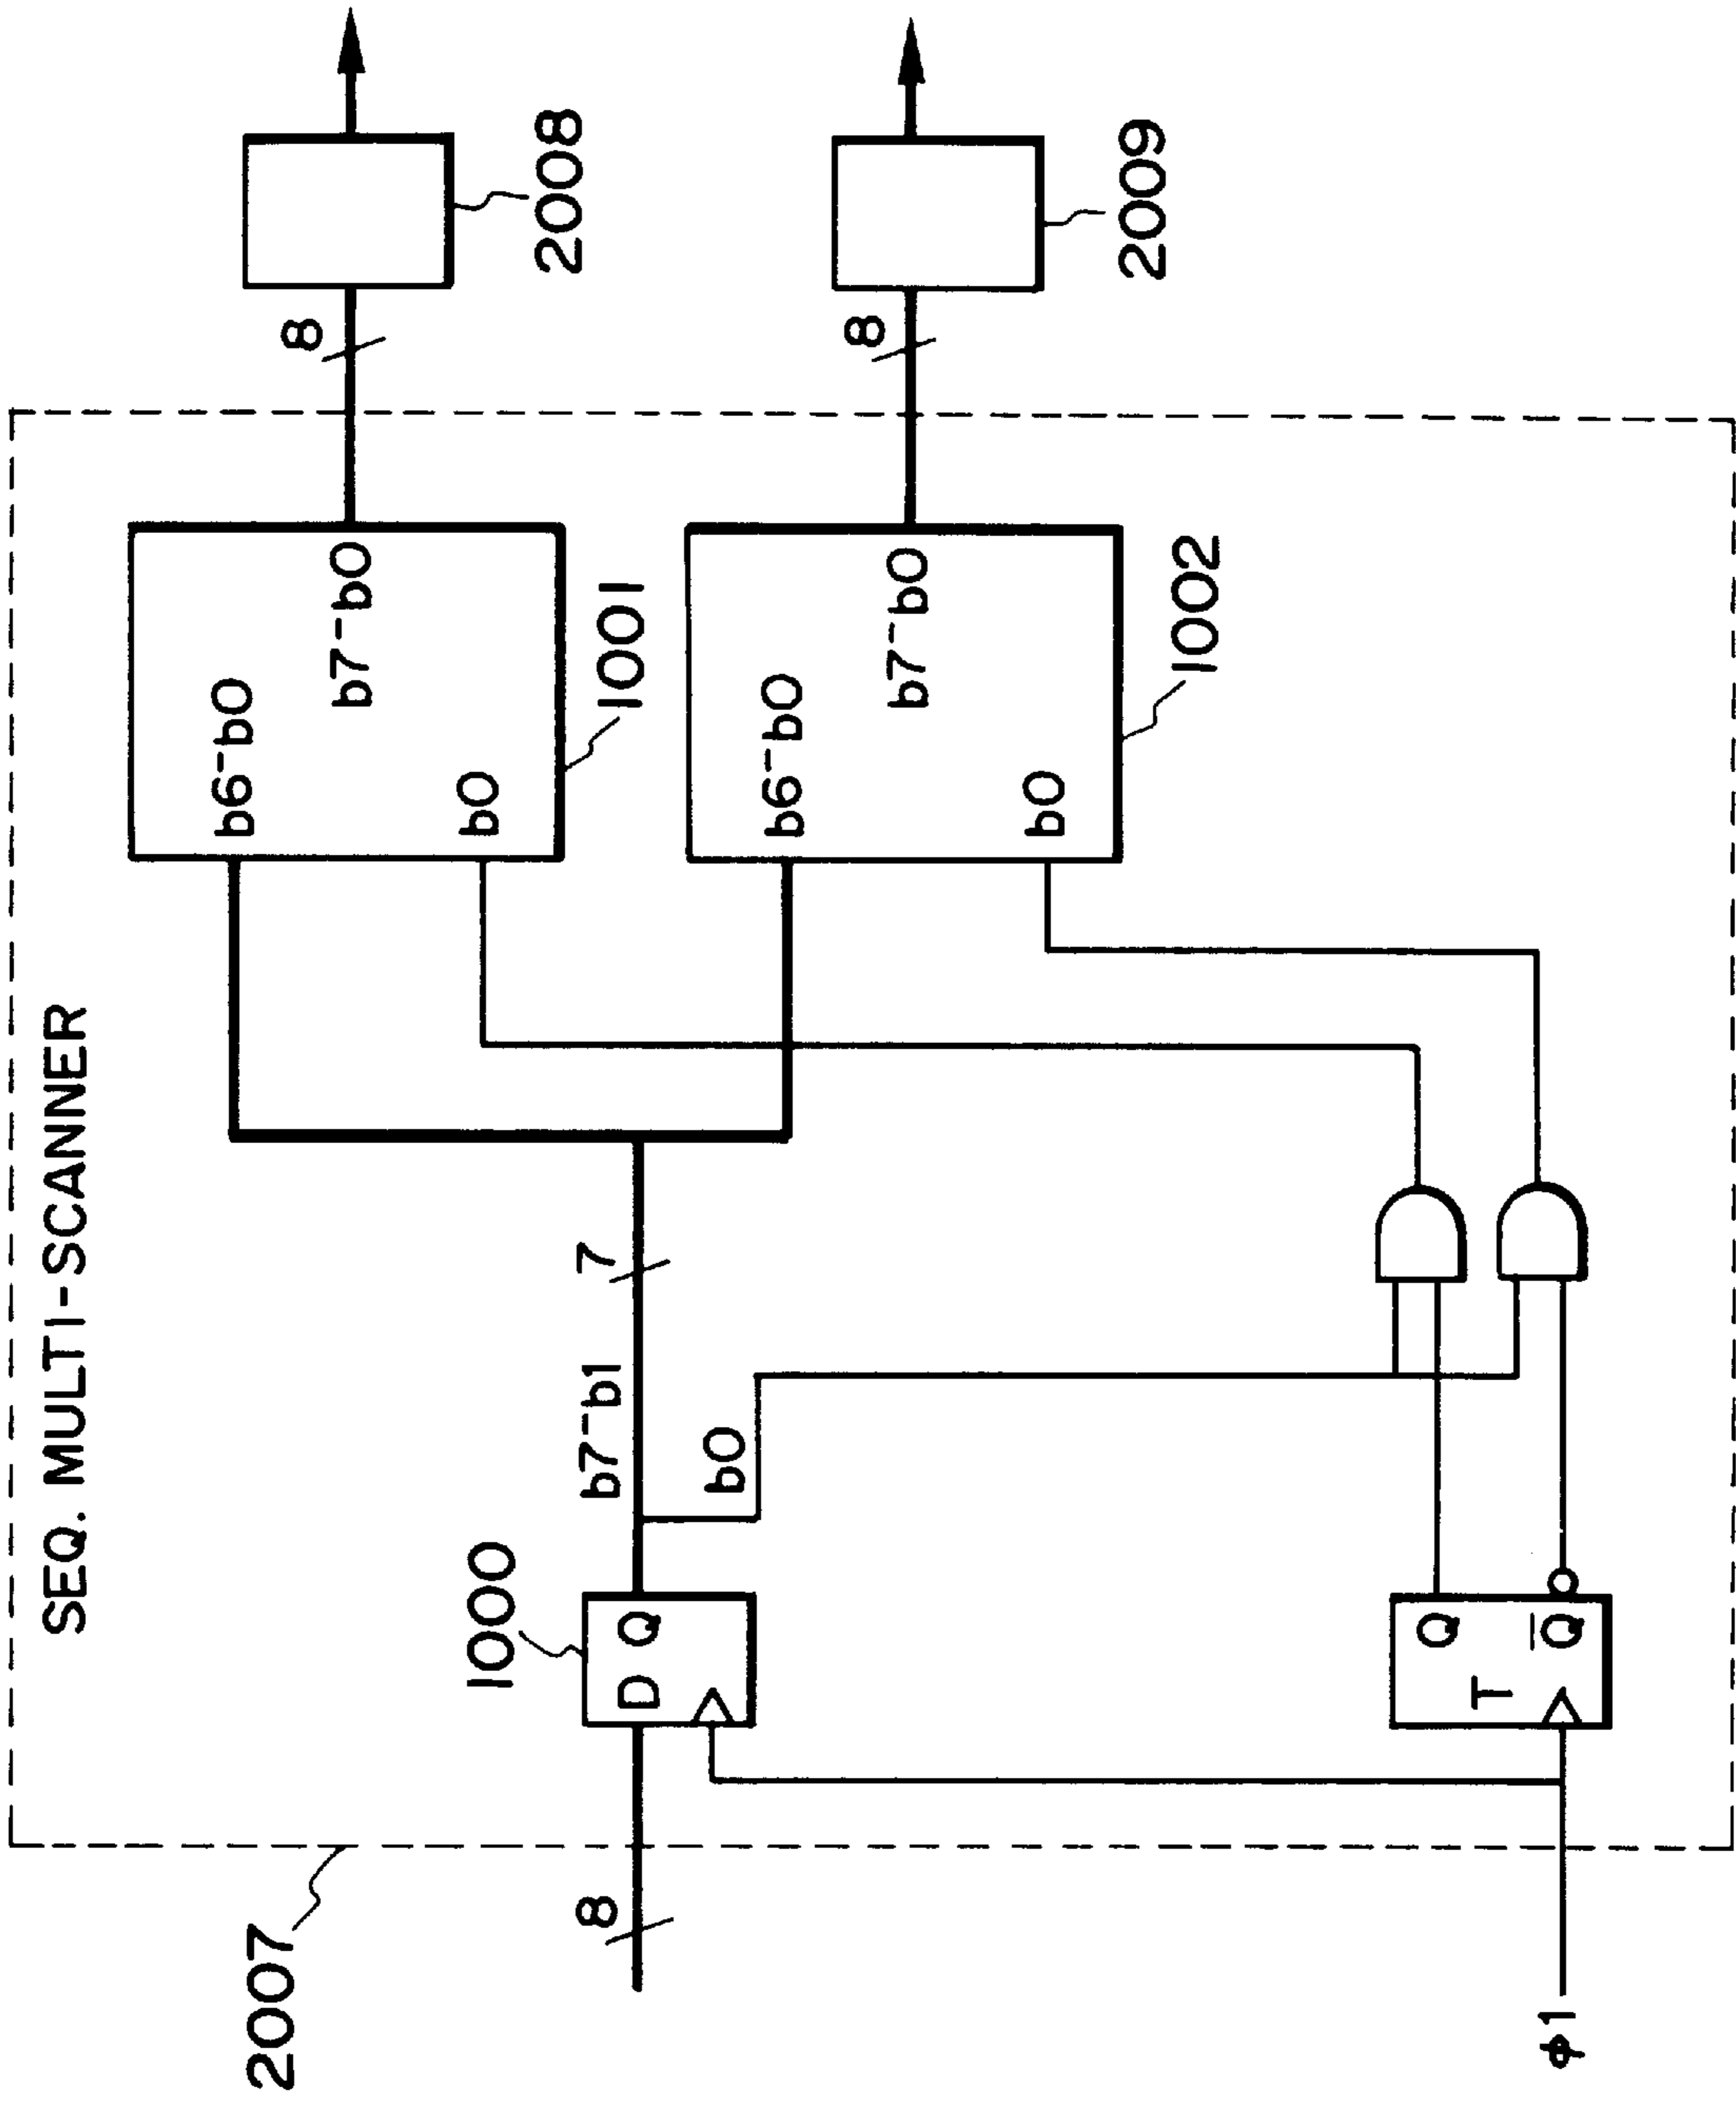 SEQ. MULTI-SCANNER
2007
8
1000
D Q
b7-b1
7
b0
b6-b0
b7-b0
b0
1001
8
2008
b6-b0
b7-b0
b0
1002
8
2009
T
Q
Q̅
φ1